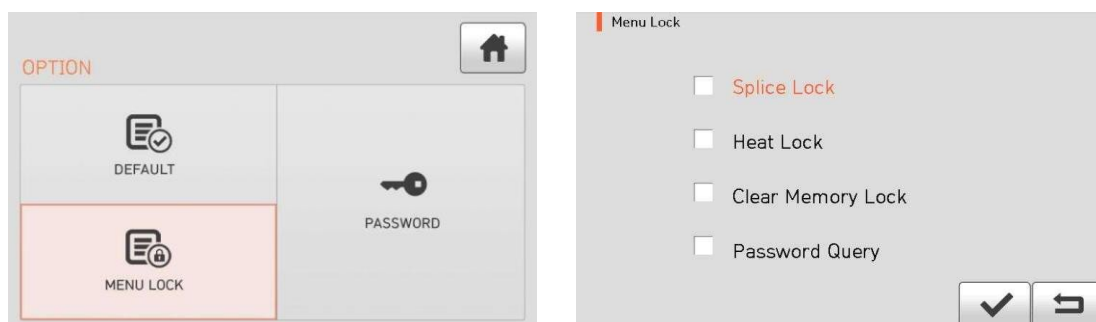 OPTION
DEFAULT
MENU LOCK
PASSWORD
Menu Lock
Splice Lock
Heat Lock
Clear Memory Lock
Password Query